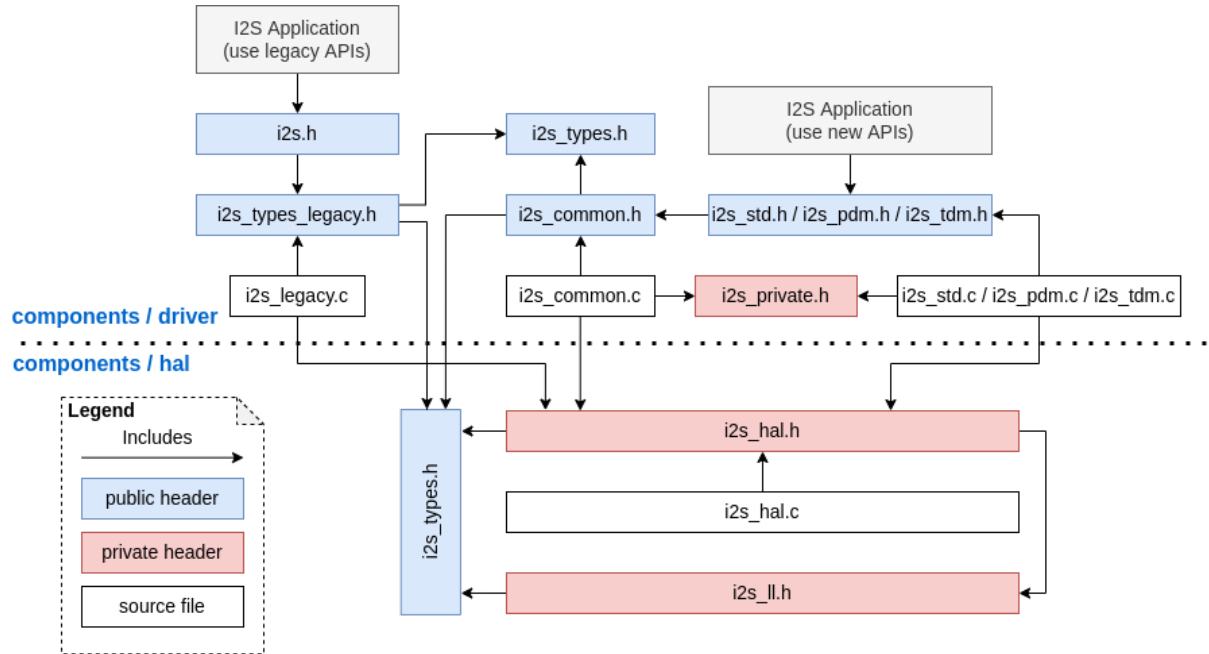 I2S Application
(use legacy APIs)
i2s.h
i2s_types.h
I2S Application
(use new APIs)
i2s_types_legacy.h
i2s_common.h
i2s_std.h / i2s_pdm.h / i2s_tdm.h
i2s_legacy.c
i2s_common.c
i2s_private.h
i2s_std.c / i2s_pdm.c / i2s_tdm.c
components / driver
components / hal
Legend
Includes
public header
private header
source file
i2s_types.h
i2s_hal.h
i2s_hal.c
i2s_ll.h